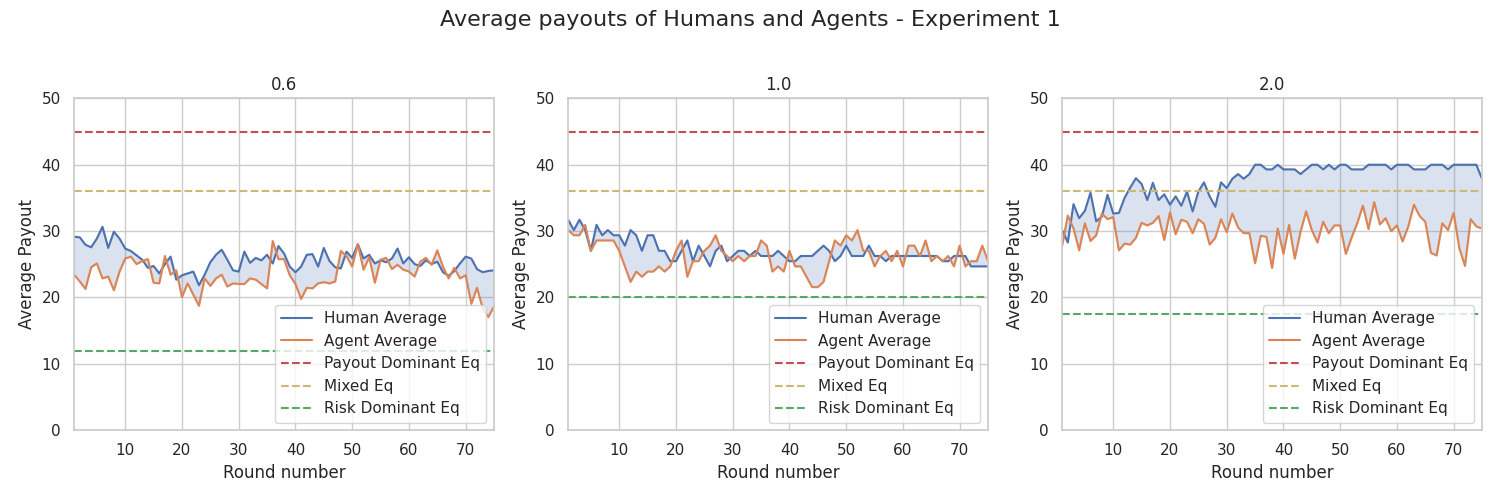 Average payouts of Humans and Agents - Experiment 1
0.6
50
40
30
20
10
0
Average Payout
10 20 30 40 50 60 70
Round number
Human Average
Agent Average
Payout Dominant Eq
Mixed Eq
Risk Dominant Eq
1.0
50
40
30
20
10
0
Average Payout
10 20 30 40 50 60 70
Round number
Human Average
Agent Average
Payout Dominant Eq
Mixed Eq
Risk Dominant Eq
2.0
50
40
30
20
10
0
Average Payout
10 20 30 40 50 60 70
Round number
Human Average
Agent Average
Payout Dominant Eq
Mixed Eq
Risk Dominant Eq